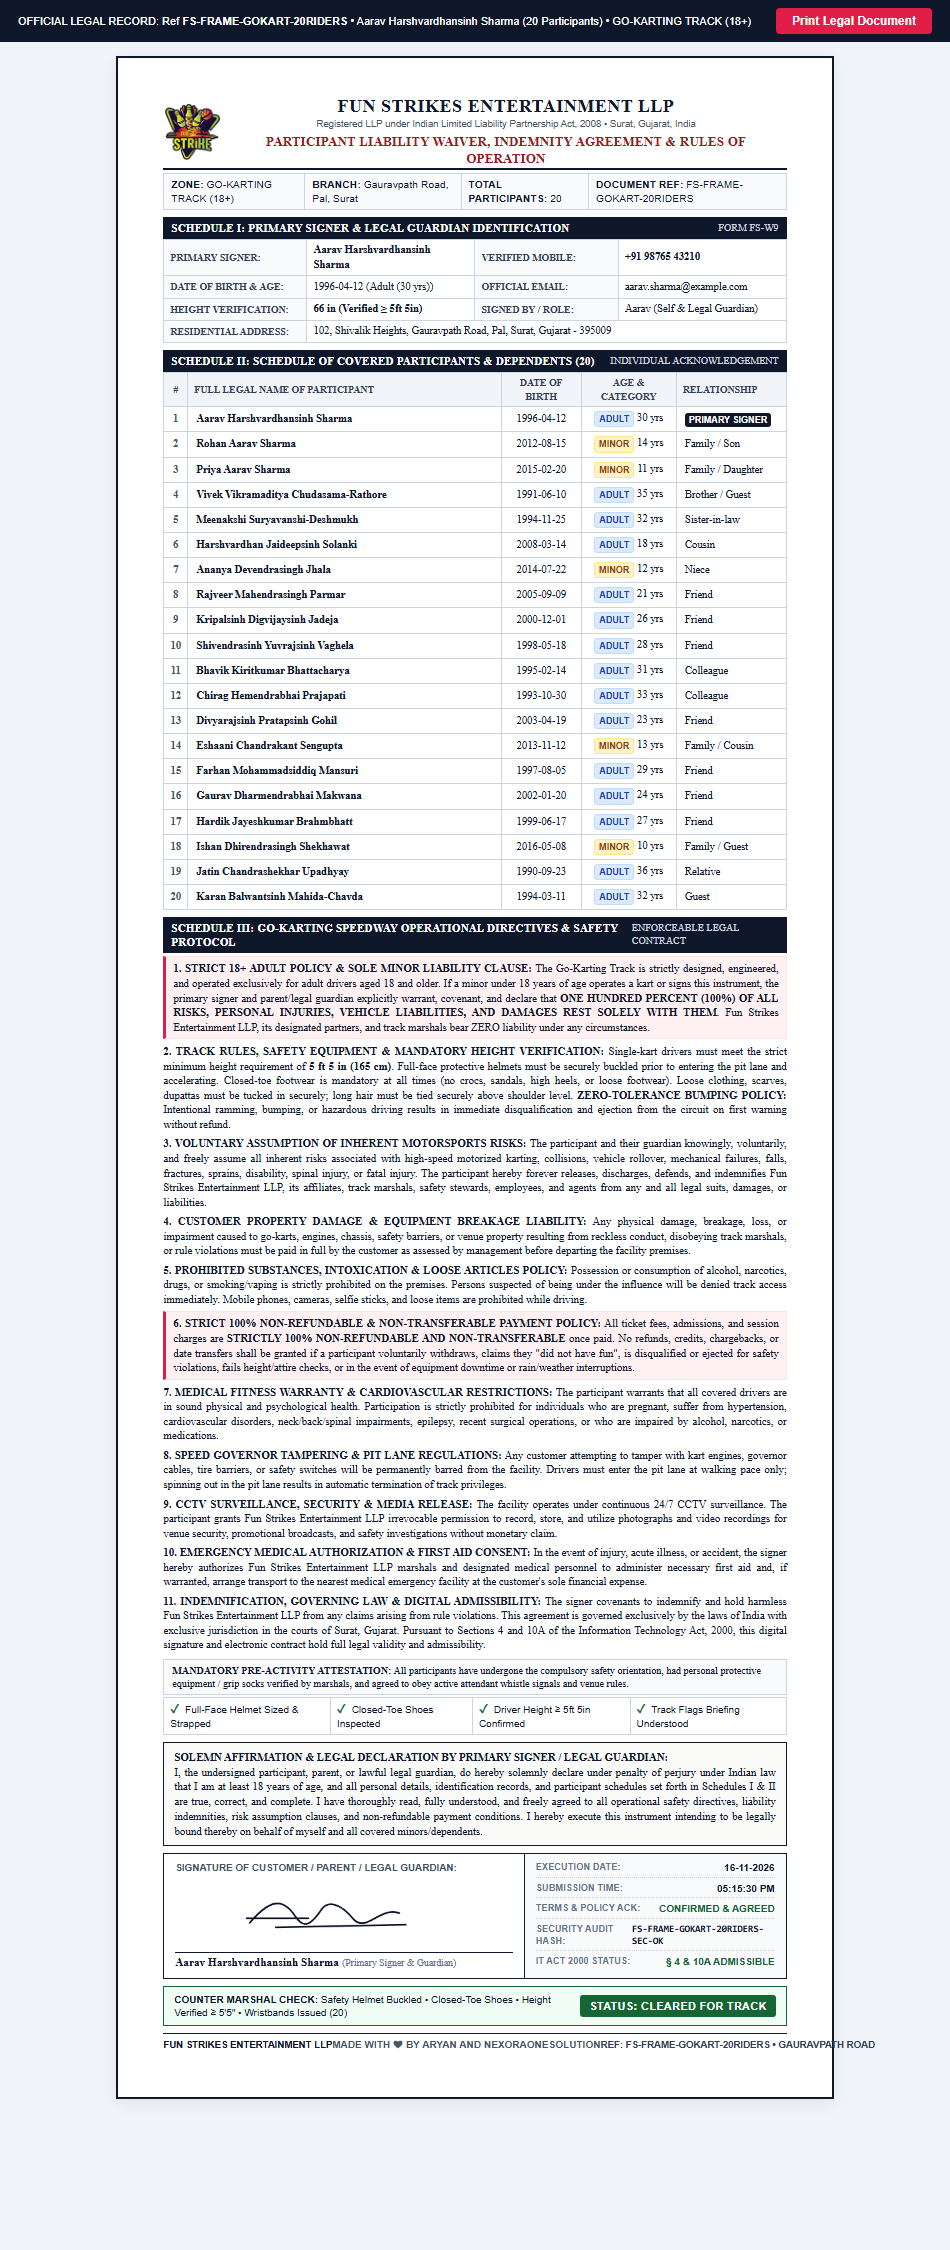 OFFICIAL LEGAL RECORD: Ref FS-FRAME-GOKART-20RIDERS • Aarav Harshvardhansinh Sharma (20 Participants) • GO-KARTING TRACK (18+)
Print Legal Document
STRIKE
FUN STRIKES ENTERTAINMENT LLP
Registered LLP under Indian Limited Liability Partnership Act, 2008 • Surat, Gujarat, India
PARTICIPANT LIABILITY WAIVER, INDEMNITY AGREEMENT & RULES OF
OPERATION
ZONE: GO-KARTING TRACK (18+)
BRANCH: Gauravpath Road, Pal, Surat
TOTAL PARTICIPANTS: 20
DOCUMENT REF: FS-FRAME-GOKART-20RIDERS
SCHEDULE I: PRIMARY SIGNER & LEGAL GUARDIAN IDENTIFICATION FORM FS-W9
PRIMARY SIGNER: Aarav Harshvardhansinh Sharma VERIFIED MOBILE: +91 98765 43210
DATE OF BIRTH & AGE: 1996-04-12 (Adult (30 yrs)) OFFICIAL EMAIL: aarav.sharma@example.com
HEIGHT VERIFICATION: 66 in (Verified ≥ 5ft 5in) SIGNED BY / ROLE: Aarav (Self & Legal Guardian)
RESIDENTIAL ADDRESS: 102, Shivalik Heights, Gauravpath Road, Pal, Surat, Gujarat - 395009
SCHEDULE II: SCHEDULE OF COVERED PARTICIPANTS & DEPENDENTS (20) INDIVIDUAL ACKNOWLEDGEMENT
# FULL LEGAL NAME OF PARTICIPANT DATE OF BIRTH AGE & CATEGORY RELATIONSHIP
1 Aarav Harshvardhansinh Sharma 1996-04-12 ADULT 30 yrs PRIMARY SIGNER
2 Rohan Aarav Sharma 2012-08-15 MINOR 14 yrs Family / Son
3 Priya Aarav Sharma 2015-02-20 MINOR 11 yrs Family / Daughter
4 Vivek Vikramaditya Chudasama-Rathore 1991-06-10 ADULT 35 yrs Brother / Guest
5 Meenakshi Suryavanshi-Deshmukh 1994-11-25 ADULT 32 yrs Sister-in-law
6 Harshvardhan Jaideepsinh Solanki 2008-03-14 ADULT 18 yrs Cousin
7 Ananya Devendrasingh Jhala 2014-07-22 MINOR 12 yrs Niece
8 Rajveer Mahendrasingh Parmar 2005-09-09 ADULT 21 yrs Friend
9 Kripalsinh Digvijaysinh Jadeja 2000-12-01 ADULT 26 yrs Friend
10 Shivendrasinh Yuvrajsinh Vaghela 1998-05-18 ADULT 28 yrs Friend
11 Bhavik Kiritkumar Bhattacharya 1995-02-14 ADULT 31 yrs Colleague
12 Chirag Hemendrabhai Prajapati 1993-10-30 ADULT 33 yrs Colleague
13 Divyarajsinh Pratapsinh Gohil 2003-04-19 ADULT 23 yrs Friend
14 Eshaani Chandrakant Sengupta 2013-11-12 MINOR 13 yrs Family / Cousin
15 Farhan Mohammadsiddiq Mansuri 1997-08-05 ADULT 29 yrs Friend
16 Gaurav Dharmendrabhai Makwana 2002-01-20 ADULT 24 yrs Friend
17 Hardik Jayeshkumar Brahmbhatt 1999-06-17 ADULT 27 yrs Friend
18 Ishan Dhirendrasingh Shekhawat 2016-05-08 MINOR 10 yrs Family / Guest
19 Jatin Chandrashekhar Upadhyay 1990-09-23 ADULT 36 yrs Relative
20 Karan Balwantsinh Mahida-Chavda 1994-03-11 ADULT 32 yrs Guest
SCHEDULE III: GO-KARTING SPEEDWAY OPERATIONAL DIRECTIVES & SAFETY PROTOCOL
ENFORCEABLE LEGAL CONTRACT
1. STRICT 18+ ADULT POLICY & SOLE MINOR LIABILITY CLAUSE: The Go-Karting Track is strictly designed, engineered,
and operated exclusively for adult drivers aged 18 and older. If a minor under 18 years of age operates a kart or signs this instrument, the
primary signer and parent/legal guardian explicitly warrant, covenant, and declare that ONE HUNDRED PERCENT (100%) OF ALL
RISKS, PERSONAL INJURIES, VEHICLE LIABILITIES, AND DAMAGES REST SOLELY WITH THEM. Fun Strikes
Entertainment LLP, its designated partners, and track marshals bear ZERO liability under any circumstances.
2. TRACK RULES, SAFETY EQUIPMENT & MANDATORY HEIGHT VERIFICATION: Single-kart drivers must meet the strict
minimum height requirement of 5 ft 5 in (165 cm). Full-face protective helmets must be securely buckled prior to entering the pit lane and
accelerating. Closed-toe footwear is mandatory at all times (no crocs, sandals, high heels, or loose footwear). Loose clothing, scarves,
dupattas must be tucked in securely; long hair must be tied securely above shoulder level. ZERO-TOLERANCE BUMPING POLICY:
Intentional ramming, bumping, or hazardous driving results in immediate disqualification and ejection from the circuit on first warning
without refund.
3. VOLUNTARY ASSUMPTION OF INHERENT MOTORSPORTS RISKS: The participant and their guardian knowingly, voluntarily,
and freely assume all inherent risks associated with high-speed motorized karting, collisions, vehicle rollover, mechanical failures, falls,
fractures, sprains, disability, spinal injury, or fatal injury. The participant hereby forever releases, discharges, defends, and indemnifies Fun
Strikes Entertainment LLP, its affiliates, track marshals, safety stewards, employees, and agents from any and all legal suits, damages, or
liabilities.
4. CUSTOMER PROPERTY DAMAGE & EQUIPMENT BREAKAGE LIABILITY: Any physical damage, breakage, loss, or
impairment caused to go-karts, engines, chassis, safety barriers, or venue property resulting from reckless conduct, disobeying track marshals,
or rule violations must be paid in full by the customer as assessed by management before departing the facility premises.
5. PROHIBITED SUBSTANCES, INTOXICATION & LOOSE ARTICLES POLICY: Possession or consumption of alcohol, narcotics,
drugs, or smoking/vaping is strictly prohibited on the premises. Persons suspected of being under the influence will be denied track access
immediately. Mobile phones, cameras, selfie sticks, and loose items are prohibited while driving.
6. STRICT 100% NON-REFUNDABLE & NON-TRANSFERABLE PAYMENT POLICY: All ticket fees, admissions, and session
charges are STRICTLY 100% NON-REFUNDABLE AND NON-TRANSFERABLE once paid. No refunds, credits, chargebacks, or
date transfers shall be granted if a participant voluntarily withdraws, claims they "did not have fun", is disqualified or ejected for safety
violations, fails height/attire checks, or in the event of equipment downtime or rain/weather interruptions.
7. MEDICAL FITNESS WARRANTY & CARDIOVASCULAR RESTRICTIONS: The participant warrants that all covered drivers are
in sound physical and psychological health. Participation is strictly prohibited for individuals who are pregnant, suffer from hypertension,
cardiovascular disorders, neck/back/spinal impairments, epilepsy, recent surgical operations, or who are impaired by alcohol, narcotics, or
medications.
8. SPEED GOVERNOR TAMPERING & PIT LANE REGULATIONS: Any customer attempting to tamper with kart engines, governor
cables, tire barriers, or safety switches will be permanently barred from the facility. Drivers must enter the pit lane at walking pace only;
spinning out in the pit lane results in automatic termination of track privileges.
9. CCTV SURVEILLANCE, SECURITY & MEDIA RELEASE: The facility operates under continuous 24/7 CCTV surveillance. The
participant grants Fun Strikes Entertainment LLP irrevocable permission to record, store, and utilize photographs and video recordings for
venue security, promotional broadcasts, and safety investigations without monetary claim.
10. EMERGENCY MEDICAL AUTHORIZATION & FIRST AID CONSENT: In the event of injury, acute illness, or accident, the signer
hereby authorizes Fun Strikes Entertainment LLP marshals and designated medical personnel to administer necessary first aid and, if
warranted, arrange transport to the nearest medical emergency facility at the customer's sole financial expense.
11. INDEMNIFICATION, GOVERNING LAW & DIGITAL ADMISSIBILITY: The signer covenants to indemnify and hold harmless
Fun Strikes Entertainment LLP from any claims arising from rule violations. This agreement is governed exclusively by the laws of India with
exclusive jurisdiction in the courts of Surat, Gujarat. Pursuant to Sections 4 and 10A of the Information Technology Act, 2000, this digital
signature and electronic contract hold full legal validity and admissibility.
MANDATORY PRE-ACTIVITY ATTESTATION: All participants have undergone the compulsory safety orientation, had personal protective
equipment / grip socks verified by marshals, and agreed to obey active attendant whistle signals and venue rules.
✓ Full-Face Helmet Sized & Strapped
✓ Closed-Toe Shoes Inspected
✓ Driver Height ≥ 5ft 5in Confirmed
✓ Track Flags Briefing Understood
SOLEMN AFFIRMATION & LEGAL DECLARATION BY PRIMARY SIGNER / LEGAL GUARDIAN:
I, the undersigned participant, parent, or lawful legal guardian, do hereby solemnly declare under penalty of perjury under Indian law
that I am at least 18 years of age, and all personal details, identification records, and participant schedules set forth in Schedules I & II
are true, correct, and complete. I have thoroughly read, fully understood, and freely agreed to all operational safety directives, liability
indemnities, risk assumption clauses, and non-refundable payment conditions. I hereby execute this instrument intending to be legally
bound thereby on behalf of myself and all covered minors/dependents.
SIGNATURE OF CUSTOMER / PARENT / LEGAL GUARDIAN:
Aarav Harshvardhansinh Sharma (Primary Signer & Guardian)
EXECUTION DATE: 16-11-2026
SUBMISSION TIME: 05:15:30 PM
TERMS & POLICY ACK: CONFIRMED & AGREED
SECURITY AUDIT HASH: FS-FRAME-GOKART-20RIDERS-SEC-OK
IT ACT 2000 STATUS: § 4 & 10A ADMISSIBLE
COUNTER MARSHAL CHECK: Safety Helmet Buckled • Closed-Toe Shoes • Height
Verified ≥ 5'5" • Wristbands Issued (20)
STATUS: CLEARED FOR TRACK
FUN STRIKES ENTERTAINMENT LLPMADE WITH ❤ BY ARYAN AND NEXORAONESOLUTIONREF: FS-FRAME-GOKART-20RIDERS • GAURAVPATH ROAD